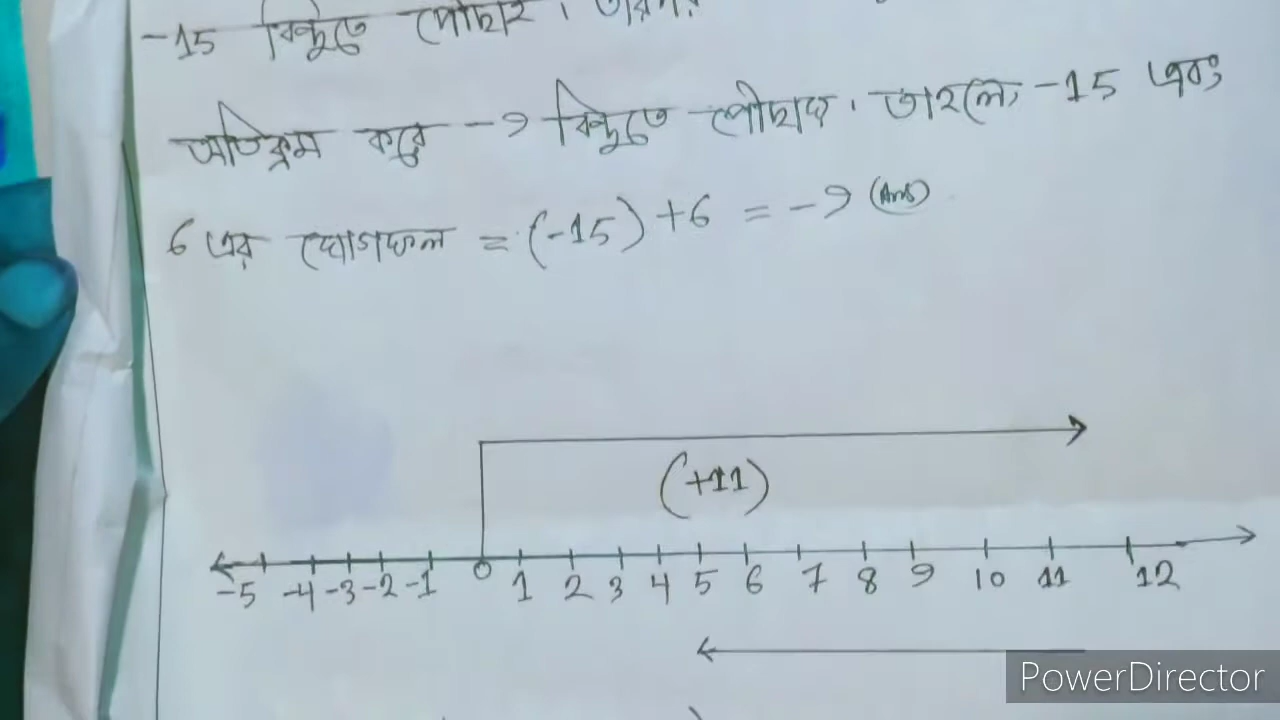 -15 বিন্দুতে পৌছাই । তারপর
অতিক্রম করে -9 বিন্দুতে পৌছাব । তাহলে, -15 এবং
6 এর যোগফল = (-15) +6 = -9 (Ans)
(+11)
-5 -4 -3 -2 -1 0 1 2 3 4 5 6 7 8 9 10 11 12
PowerDirector